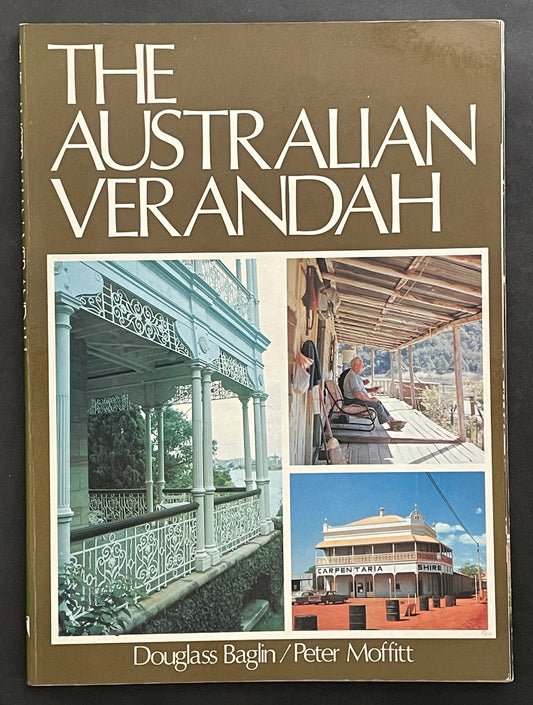 THE
AUSTRALIAN
VERANDAH
CARPENTARIA SHIRE
Douglass Baglin/Peter Moffitt